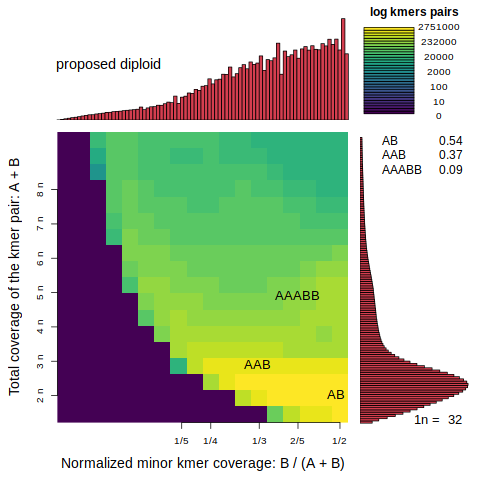 log kmers pairs
2751000
232000
20000
2000
100
10
0
proposed diploid
AB 0.54
AAB 0.37
AAABB 0.09
Total coverage of the kmer pair: A + B
8 n
7 n
6 n
5 n
4 n
3 n
2 n
AAABB
AAB
AB
1n = 32
1/5 1/4 1/3 2/5 1/2
Normalized minor kmer coverage: B / (A + B)